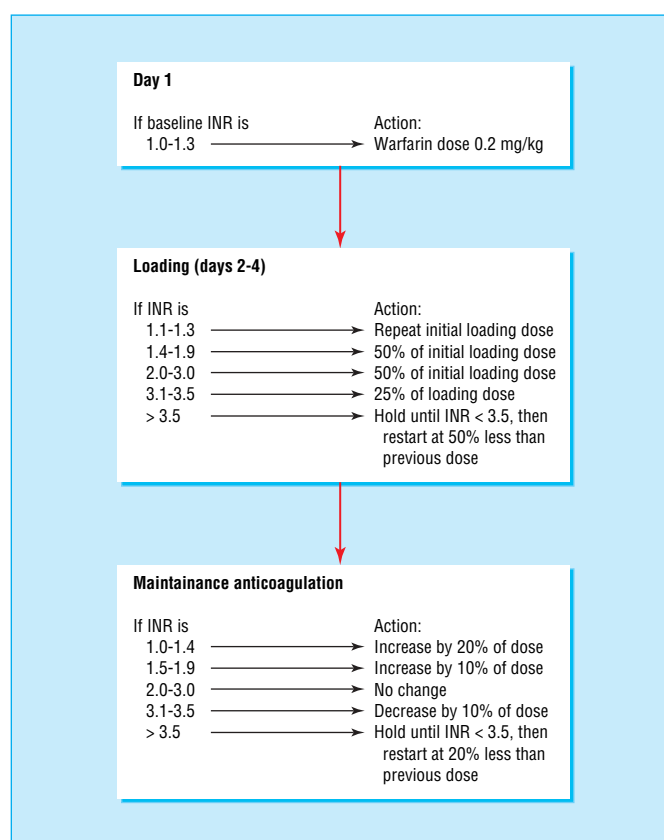 Day 1
If baseline INR is Action:
1.0-1.3 Warfarin dose 0.2 mg/kg
Loading (days 2-4)
If INR is Action:
1.1-1.3 Repeat initial loading dose
1.4-1.9 50% of initial loading dose
2.0-3.0 50% of initial loading dose
3.1-3.5 25% of loading dose
> 3.5 Hold until INR < 3.5, then
restart at 50% less than
previous dose
Maintainance anticoagulation
If INR is Action:
1.0-1.4 Increase by 20% of dose
1.5-1.9 Increase by 10% of dose
2.0-3.0 No change
3.1-3.5 Decrease by 10% of dose
> 3.5 Hold until INR < 3.5, then
restart at 20% less than
previous dose